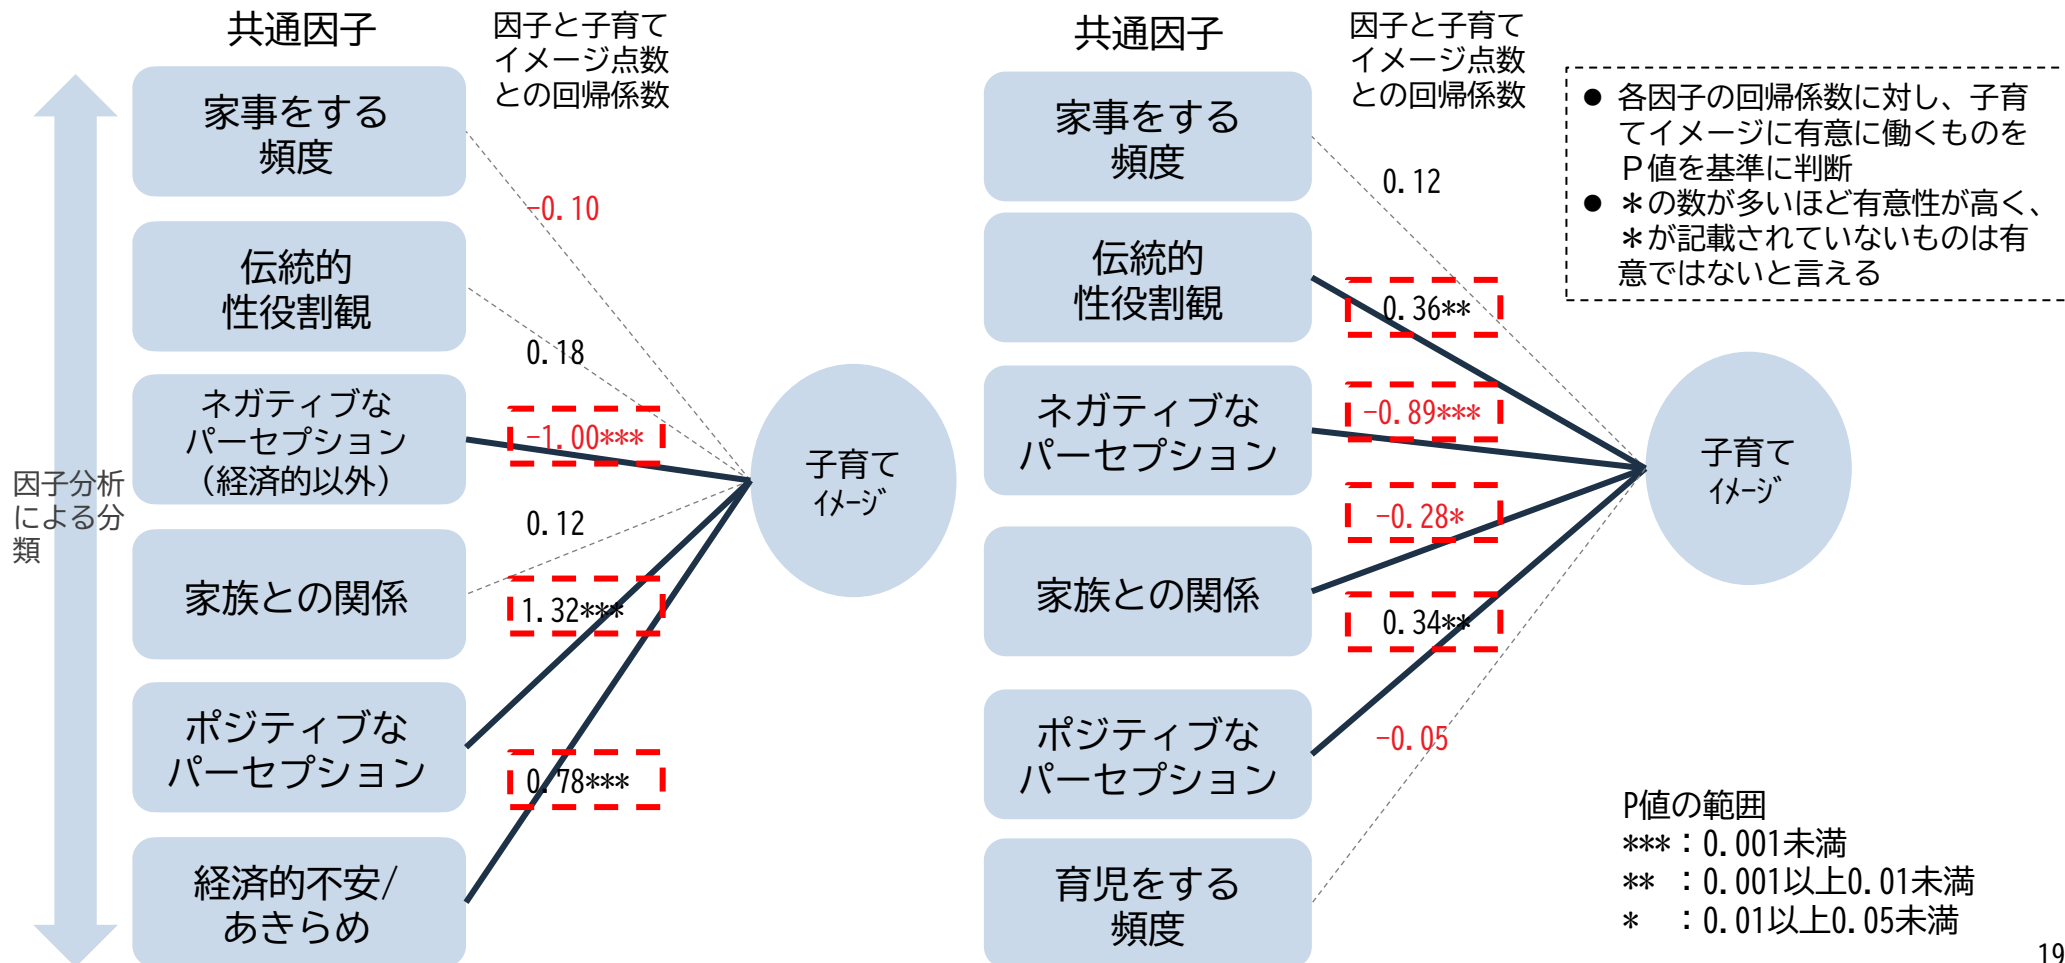 共通因子
因子と子育て
イメージ点数
との回帰係数
家事をする
頻度
-0.10
伝統的
性役割観
0.18
ネガティブな
パーセプション
（経済的以外）
-1.00***
因子分析
による分
類
0.12
家族との関係
1.32***
ポジティブな
パーセプション
0.78***
経済的不安/
あきらめ
子育て
ｲﾒｰｼﾞ
共通因子
因子と子育て
イメージ点数
との回帰係数
家事をする
頻度
0.12
伝統的
性役割観
0.36**
ネガティブな
パーセプション
-0.89***
-0.28*
家族との関係
0.34**
ポジティブな
パーセプション
-0.05
育児をする
頻度
子育て
ｲﾒｰｼﾞ
● 各因子の回帰係数に対し、子育
てイメージに有意に働くものを
Ｐ値を基準に判断
● ＊の数が多いほど有意性が高く、
＊が記載されていないものは有
意ではないと言える
P値の範囲
***：0.001未満
** ：0.001以上0.01未満
* ：0.01以上0.05未満
19